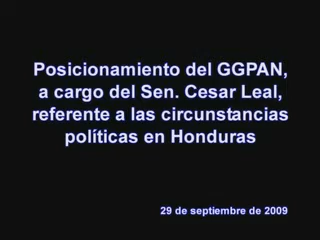 Posicionamiento del GGPAN,
a cargo del Sen. Cesar Leal,
referente a las circunstancias
políticas en Honduras
29 de septiembre de 2009